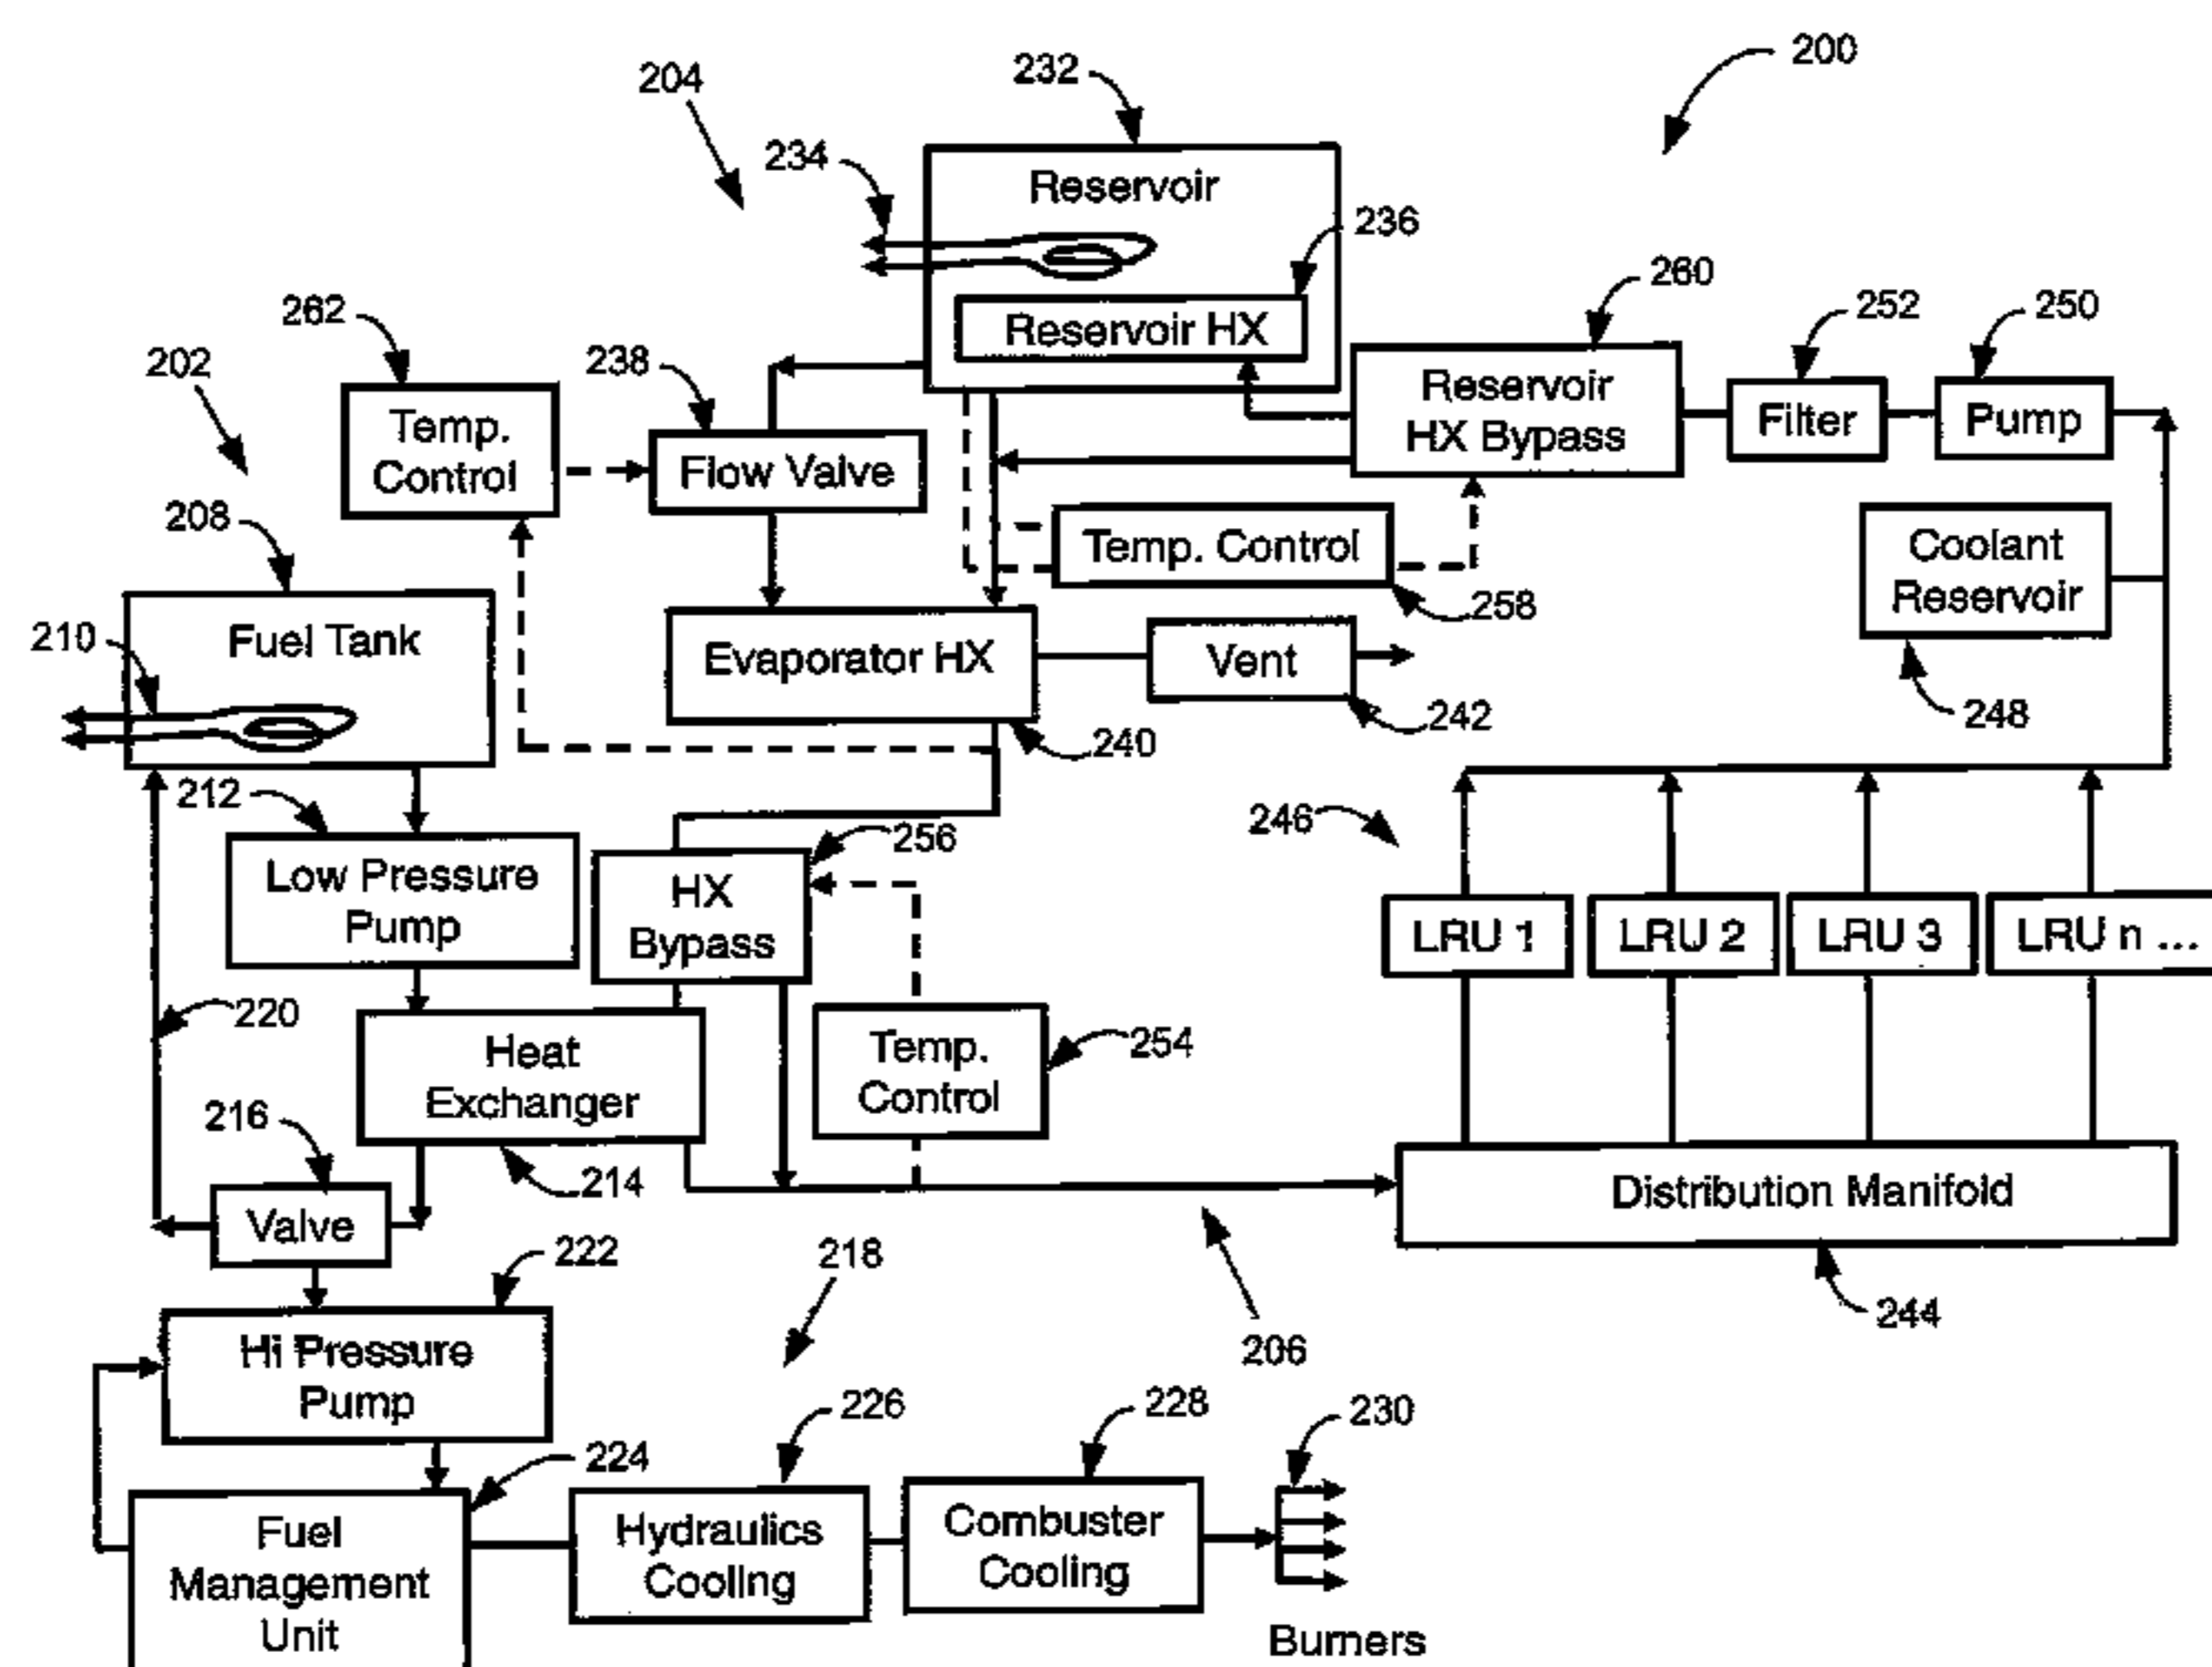 200
204
232
234
Reservoir
236
Reservoir HX
260
252
250
262
202
238
Temp.
Control
Flow Valve
Reservoir
HX Bypass
Filter
Pump
208
Temp. Control
258
Coolant
Reservoir
248
210
Fuel Tank
Evaporator HX
Vent
242
240
212
Low Pressure
Pump
256
HX
Bypass
246
LRU 1
LRU 2
LRU 3
LRU n ...
220
Heat
Exchanger
Temp.
Control
254
216
214
Valve
Distribution Manifold
222
218
206
244
Hi Pressure
Pump
226
228
230
224
Fuel
Management
Unit
Hydraulics
Cooling
Combuster
Cooling
Burners